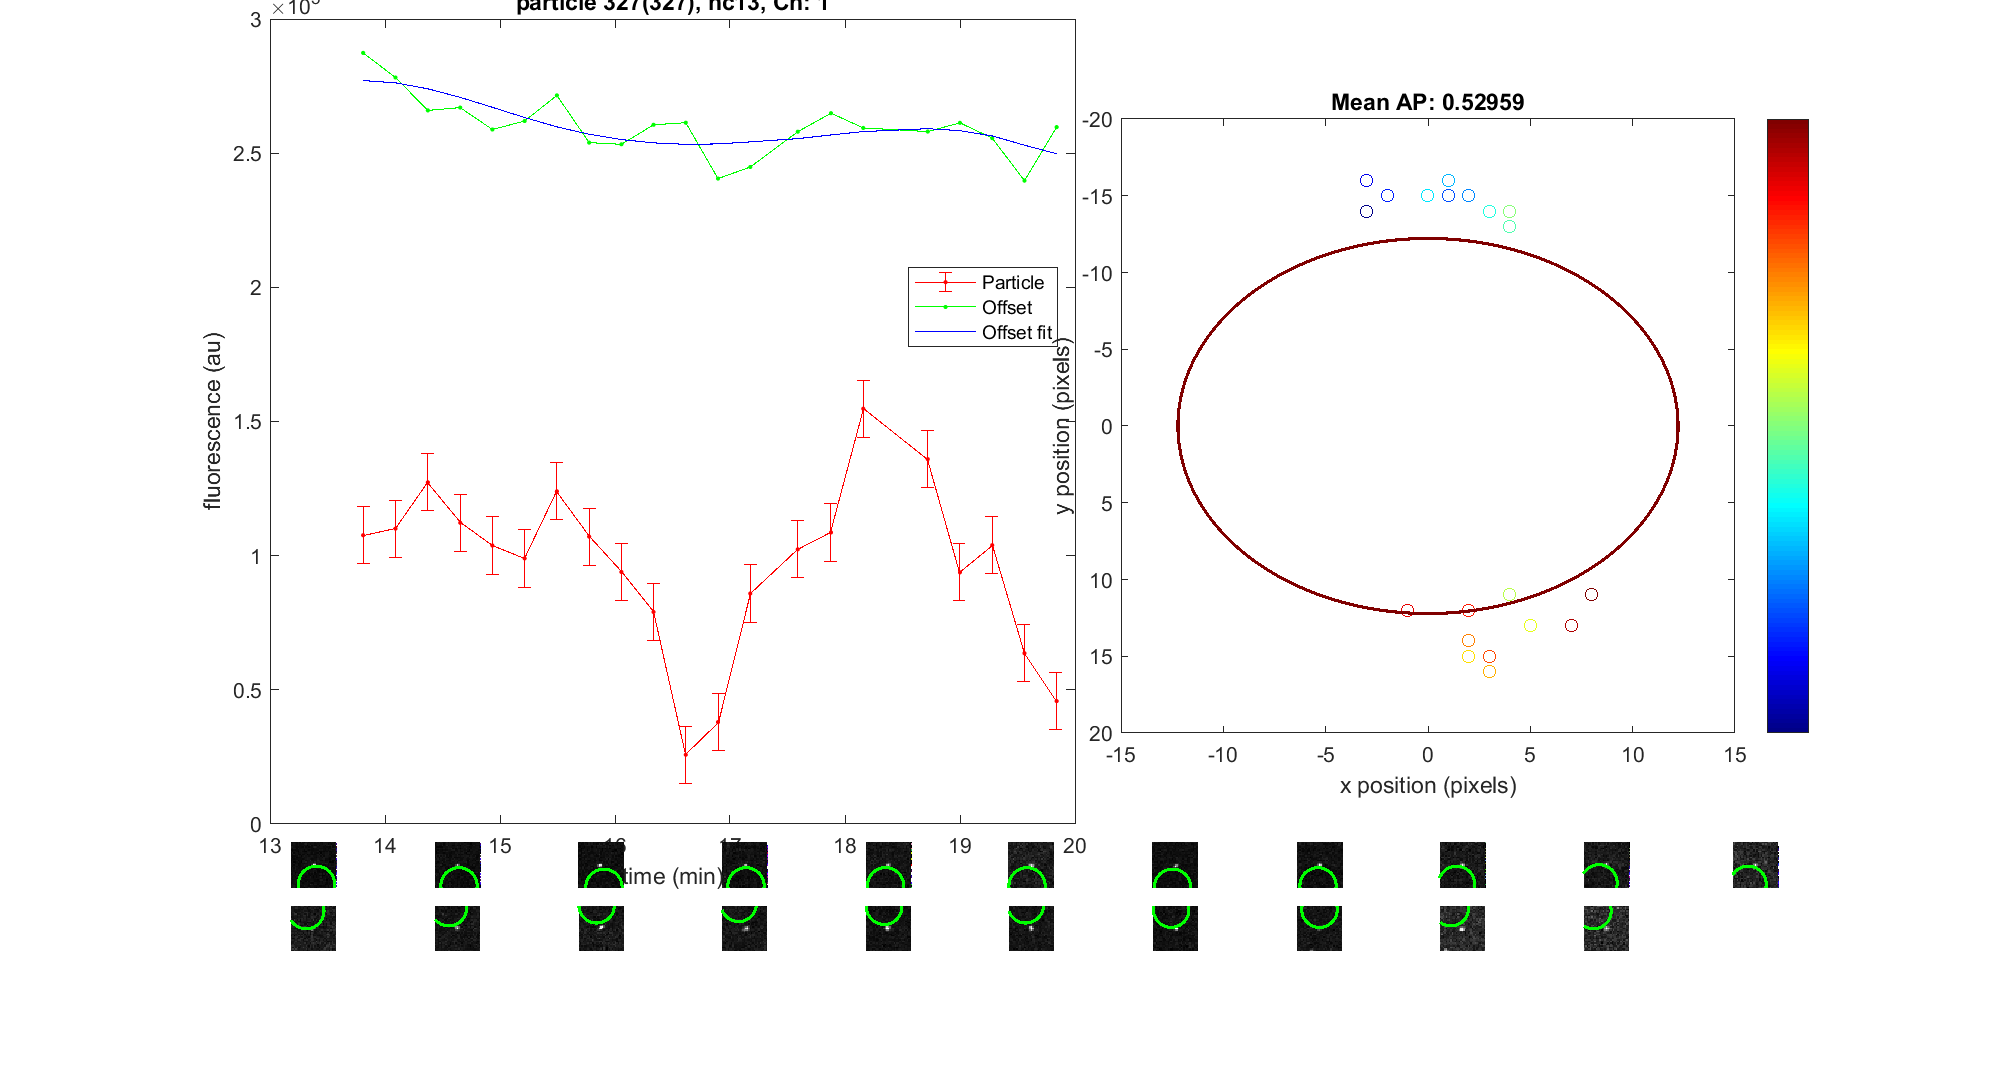 particle 327(327), nc13, Ch: 1
3
2.5
2
1.5
1
0.5
0
fluorescence (au)
13 14 15 16 17 18 19 20
time (min)
Particle
Offset
Offset fit
Mean AP: 0.52959
-20
-15
-10
-5
0
5
10
15
20
y position (pixels)
-15 -10 -5 0 5 10 15
x position (pixels)